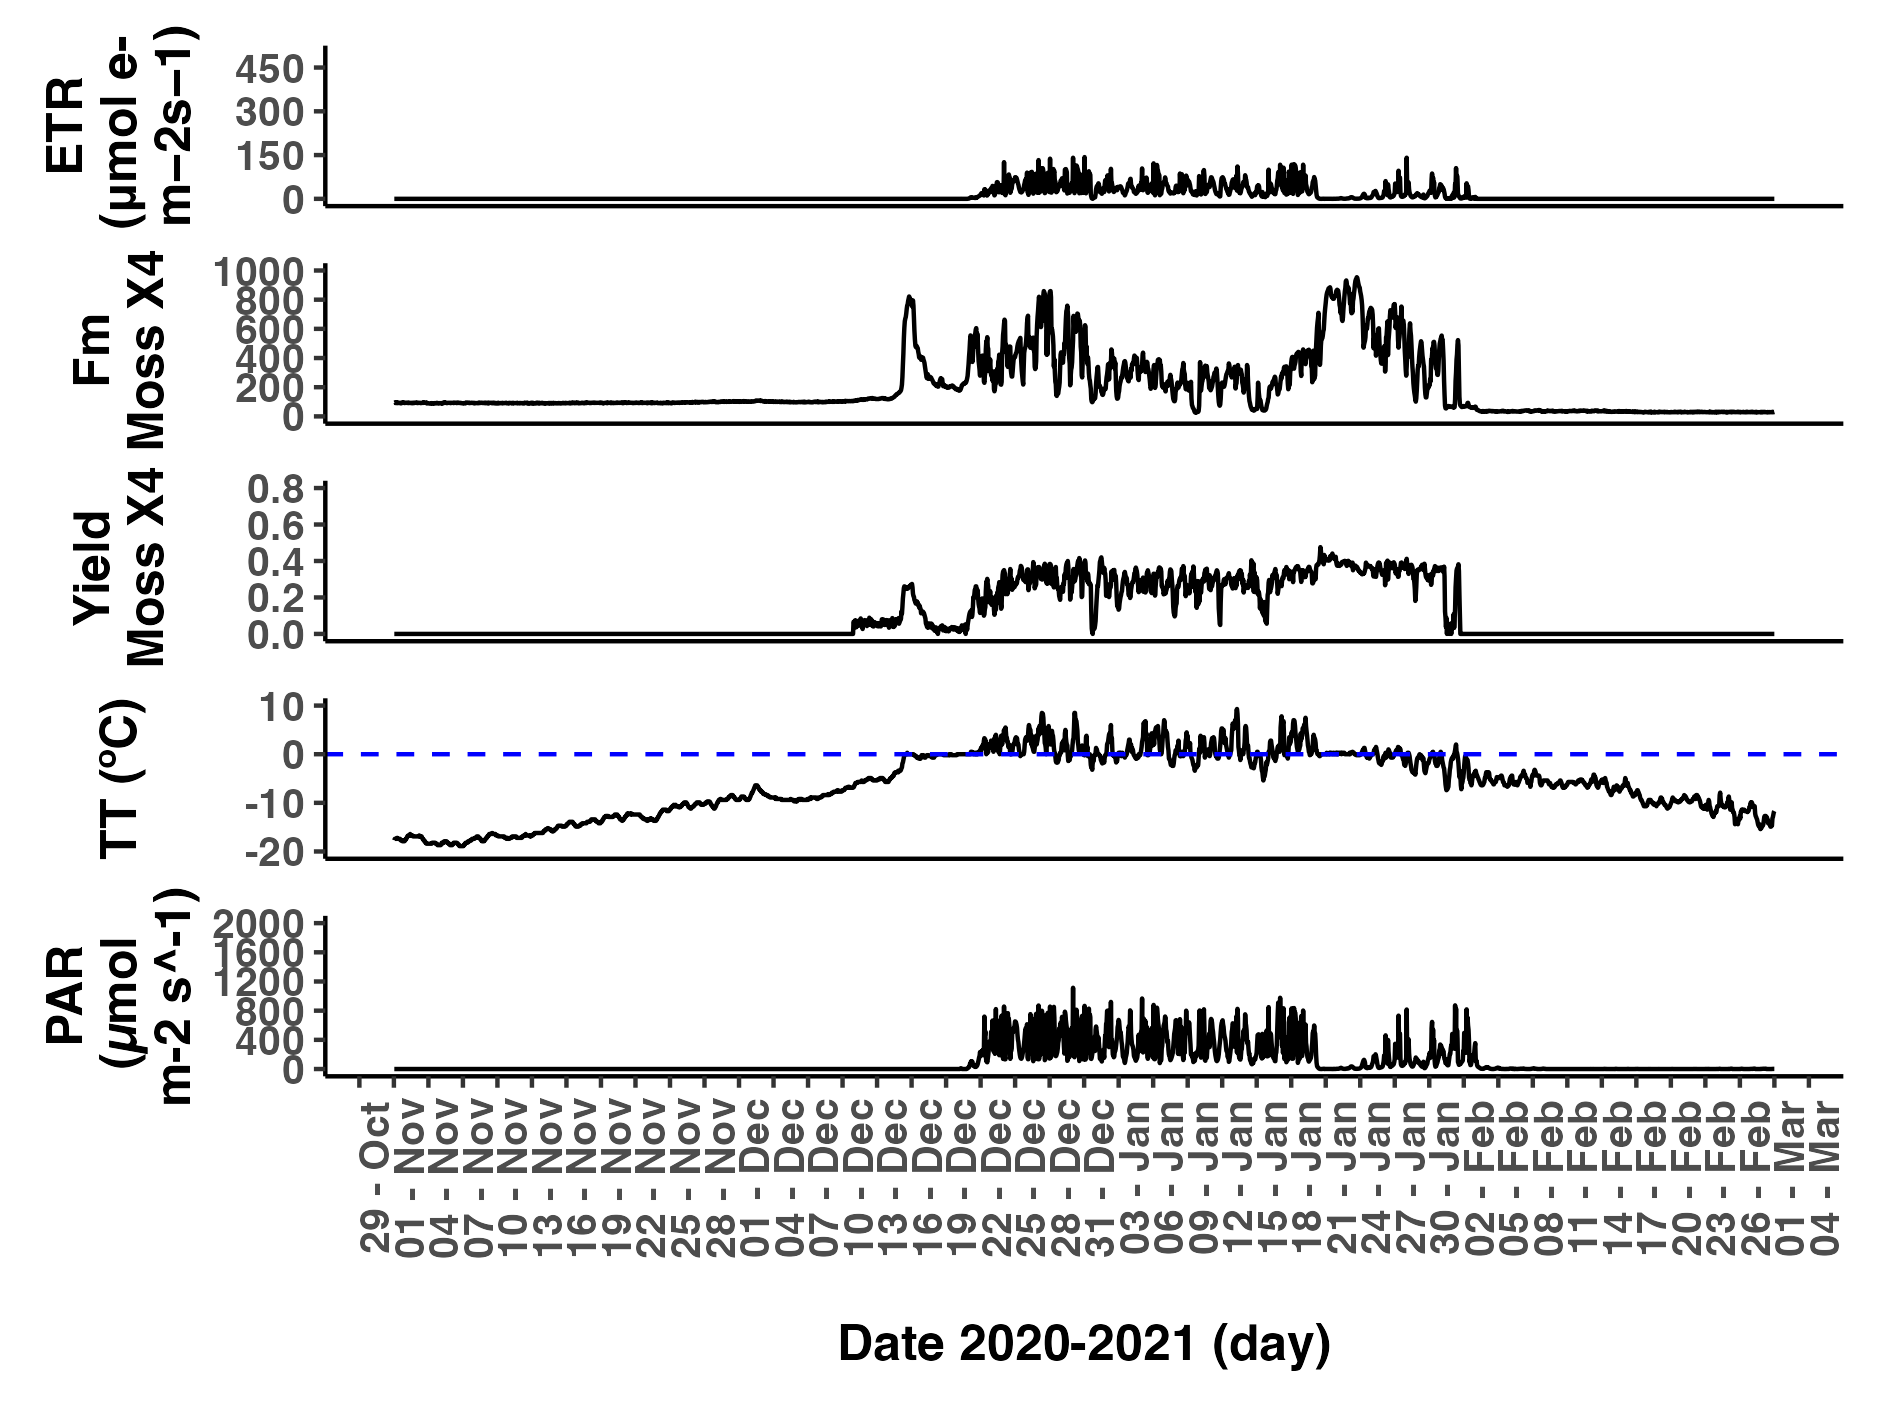 ETR
(µmol e-
m−2s−1)
450
300
150
0
Fm
Moss X4
1000
800
600
400
200
0
Yield
Moss X4
0.8
0.6
0.4
0.2
0.0
TT (ºC)
10
0
-10
-20
PAR
(µmol
m-2 s^-1)
2000
1600
1200
800
400
0
29 - Oct
01 - Nov
04 - Nov
07 - Nov
10 - Nov
13 - Nov
16 - Nov
19 - Nov
22 - Nov
25 - Nov
28 - Nov
01 - Dec
04 - Dec
07 - Dec
10 - Dec
13 - Dec
16 - Dec
19 - Dec
22 - Dec
25 - Dec
28 - Dec
31 - Dec
03 - Jan
06 - Jan
09 - Jan
12 - Jan
15 - Jan
18 - Jan
21 - Jan
24 - Jan
27 - Jan
30 - Jan
02 - Feb
05 - Feb
08 - Feb
11 - Feb
14 - Feb
17 - Feb
20 - Feb
23 - Feb
26 - Feb
01 - Mar
04 - Mar
Date 2020-2021 (day)